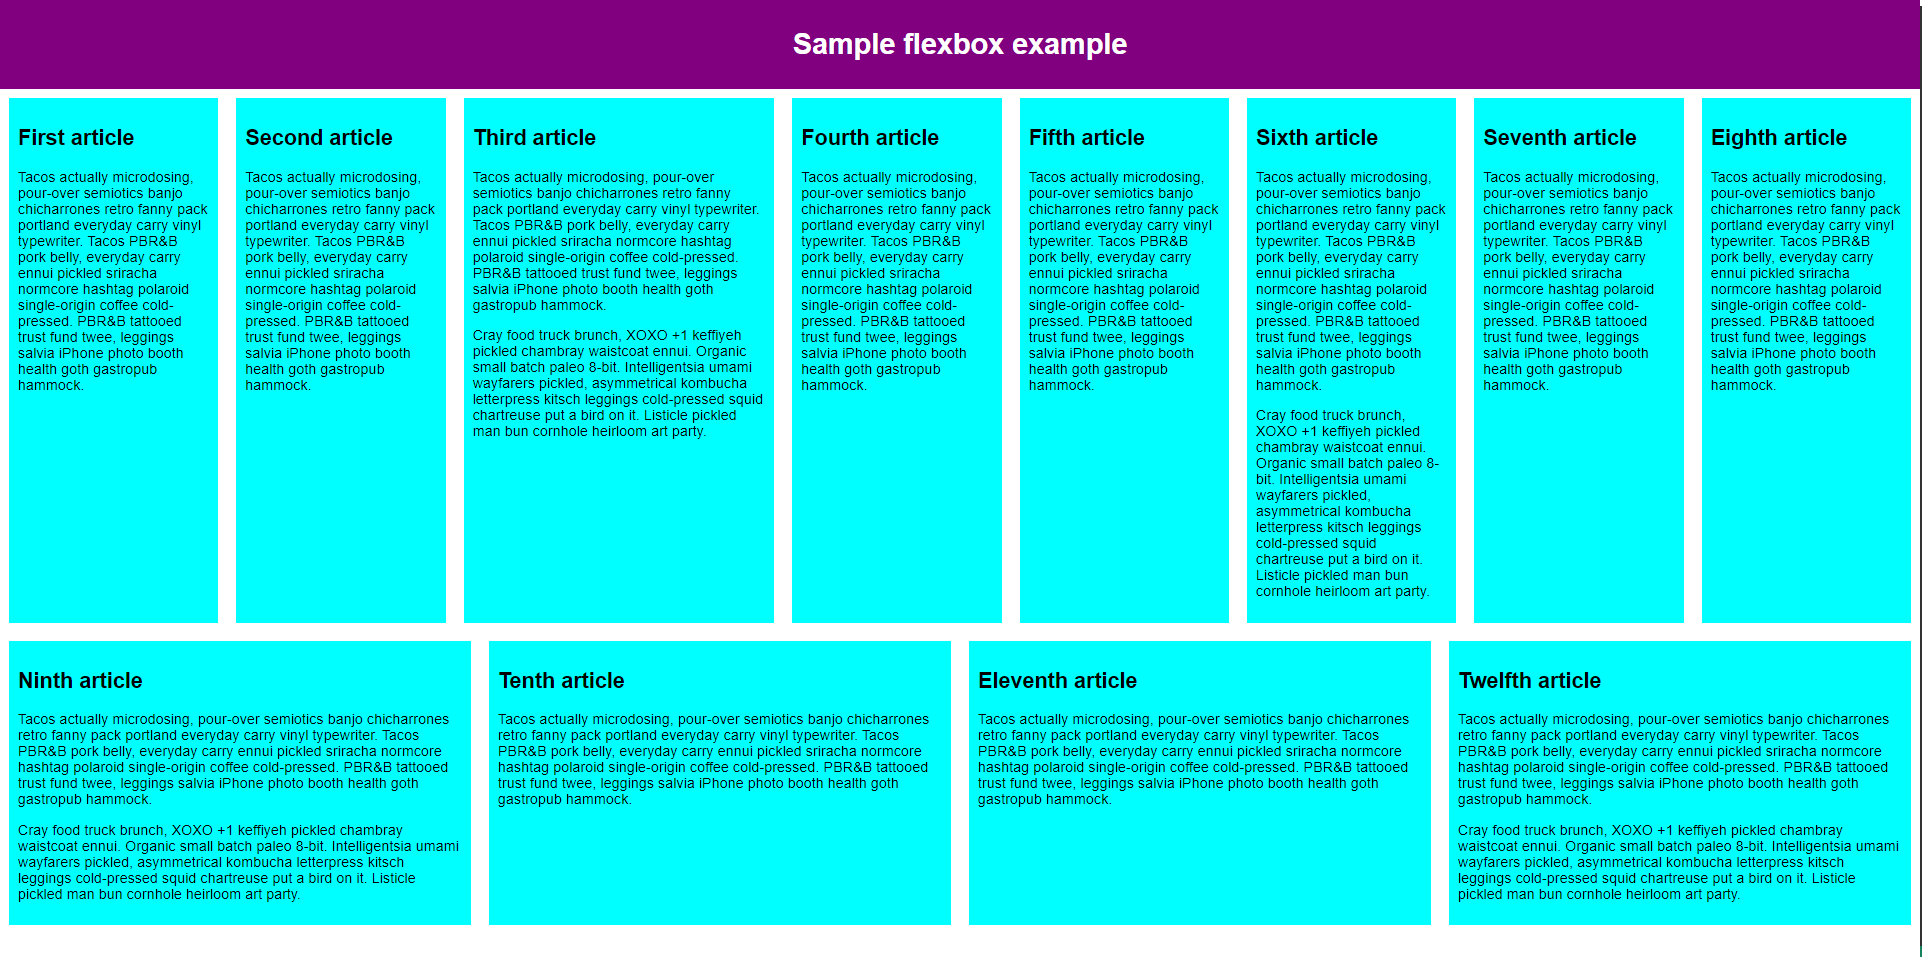 Sample flexbox example
First article
Tacos actually microdosing,
pour-over semiotics banjo
chicharrones retro fanny pack
portland everyday carry vinyl
typewriter. Tacos PBR&B
pork belly, everyday carry
ennui pickled sriracha
normcore hashtag polaroid
single-origin coffee cold-
pressed. PBR&B tattooed
trust fund twee, leggings
salvia iPhone photo booth
health goth gastropub
hammock.
Second article
Tacos actually microdosing,
pour-over semiotics banjo
chicharrones retro fanny pack
portland everyday carry vinyl
typewriter. Tacos PBR&B
pork belly, everyday carry
ennui pickled sriracha
normcore hashtag polaroid
single-origin coffee cold-
pressed. PBR&B tattooed
trust fund twee, leggings
salvia iPhone photo booth
health goth gastropub
hammock.
Third article
Tacos actually microdosing, pour-over
semiotics banjo chicharrones retro fanny
pack portland everyday carry vinyl typewriter.
Tacos PBR&B pork belly, everyday carry
ennui pickled sriracha normcore hashtag
polaroid single-origin coffee cold-pressed.
PBR&B tattooed trust fund twee, leggings
salvia iPhone photo booth health goth
gastropub hammock.
Cray food truck brunch, XOXO +1 keffiyeh
pickled chambray waistcoat ennui. Organic
small batch paleo 8-bit. Intelligentsia umami
wayfarers pickled, asymmetrical kombucha
letterpress kitsch leggings cold-pressed squid
chartreuse put a bird on it. Listicle pickled
man bun cornhole heirloom art party.
Fourth article
Tacos actually microdosing,
pour-over semiotics banjo
chicharrones retro fanny pack
portland everyday carry vinyl
typewriter. Tacos PBR&B
pork belly, everyday carry
ennui pickled sriracha
normcore hashtag polaroid
single-origin coffee cold-
pressed. PBR&B tattooed
trust fund twee, leggings
salvia iPhone photo booth
health goth gastropub
hammock.
Fifth article
Tacos actually microdosing,
pour-over semiotics banjo
chicharrones retro fanny pack
portland everyday carry vinyl
typewriter. Tacos PBR&B
pork belly, everyday carry
ennui pickled sriracha
normcore hashtag polaroid
single-origin coffee cold-
pressed. PBR&B tattooed
trust fund twee, leggings
salvia iPhone photo booth
health goth gastropub
hammock.
Sixth article
Tacos actually microdosing,
pour-over semiotics banjo
chicharrones retro fanny pack
portland everyday carry vinyl
typewriter. Tacos PBR&B
pork belly, everyday carry
ennui pickled sriracha
normcore hashtag polaroid
single-origin coffee cold-
pressed. PBR&B tattooed
trust fund twee, leggings
salvia iPhone photo booth
health goth gastropub
hammock.
Cray food truck brunch,
XOXO +1 keffiyeh pickled
chambray waistcoat ennui.
Organic small batch paleo 8-
bit. Intelligentsia umami
wayfarers pickled,
asymmetrical kombucha
letterpress kitsch leggings
cold-pressed squid
chartreuse put a bird on it.
Listicle pickled man bun
cornhole heirloom art party.
Seventh article
Tacos actually microdosing,
pour-over semiotics banjo
chicharrones retro fanny pack
portland everyday carry vinyl
typewriter. Tacos PBR&B
pork belly, everyday carry
ennui pickled sriracha
normcore hashtag polaroid
single-origin coffee cold-
pressed. PBR&B tattooed
trust fund twee, leggings
salvia iPhone photo booth
health goth gastropub
hammock.
Eighth article
Tacos actually microdosing,
pour-over semiotics banjo
chicharrones retro fanny pack
portland everyday carry vinyl
typewriter. Tacos PBR&B
pork belly, everyday carry
ennui pickled sriracha
normcore hashtag polaroid
single-origin coffee cold-
pressed. PBR&B tattooed
trust fund twee, leggings
salvia iPhone photo booth
health goth gastropub
hammock.
Ninth article
Tacos actually microdosing, pour-over semiotics banjo chicharrones
retro fanny pack portland everyday carry vinyl typewriter. Tacos
PBR&B pork belly, everyday carry ennui pickled sriracha normcore
hashtag polaroid single-origin coffee cold-pressed. PBR&B tattooed
trust fund twee, leggings salvia iPhone photo booth health goth
gastropub hammock.
Cray food truck brunch, XOXO +1 keffiyeh pickled chambray
waistcoat ennui. Organic small batch paleo 8-bit. Intelligentsia umami
wayfarers pickled, asymmetrical kombucha letterpress kitsch
leggings cold-pressed squid chartreuse put a bird on it. Listicle
pickled man bun cornhole heirloom art party.
Tenth article
Tacos actually microdosing, pour-over semiotics banjo chicharrones
retro fanny pack portland everyday carry vinyl typewriter. Tacos
PBR&B pork belly, everyday carry ennui pickled sriracha normcore
hashtag polaroid single-origin coffee cold-pressed. PBR&B tattooed
trust fund twee, leggings salvia iPhone photo booth health goth
gastropub hammock.
Eleventh article
Tacos actually microdosing, pour-over semiotics banjo chicharrones
retro fanny pack portland everyday carry vinyl typewriter. Tacos
PBR&B pork belly, everyday carry ennui pickled sriracha normcore
hashtag polaroid single-origin coffee cold-pressed. PBR&B tattooed
trust fund twee, leggings salvia iPhone photo booth health goth
gastropub hammock.
Twelfth article
Tacos actually microdosing, pour-over semiotics banjo chicharrones
retro fanny pack portland everyday carry vinyl typewriter. Tacos
PBR&B pork belly, everyday carry ennui pickled sriracha normcore
hashtag polaroid single-origin coffee cold-pressed. PBR&B tattooed
trust fund twee, leggings salvia iPhone photo booth health goth
gastropub hammock.
Cray food truck brunch, XOXO +1 keffiyeh pickled chambray
waistcoat ennui. Organic small batch paleo 8-bit. Intelligentsia umami
wayfarers pickled, asymmetrical kombucha letterpress kitsch
leggings cold-pressed squid chartreuse put a bird on it. Listicle
pickled man bun cornhole heirloom art party.